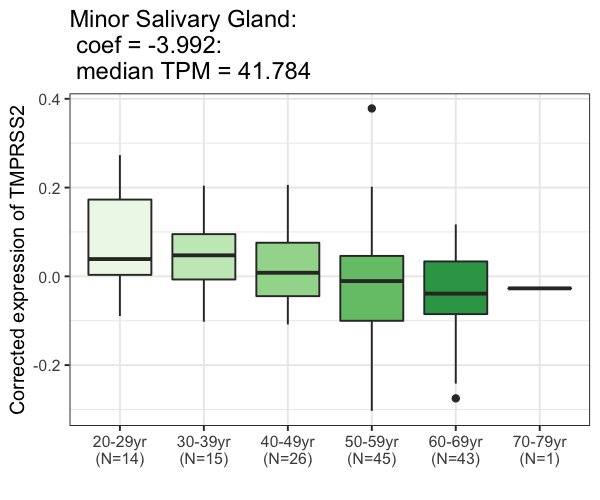 Minor Salivary Gland:
coef = -3.992:
median TPM = 41.784
Corrected expression of TMPRSS2
0.4
0.2
0.0
-0.2
20-29yr 30-39yr 40-49yr 50-59yr 60-69yr 70-79yr
(N=14) (N=15) (N=26) (N=45) (N=43) (N=1)